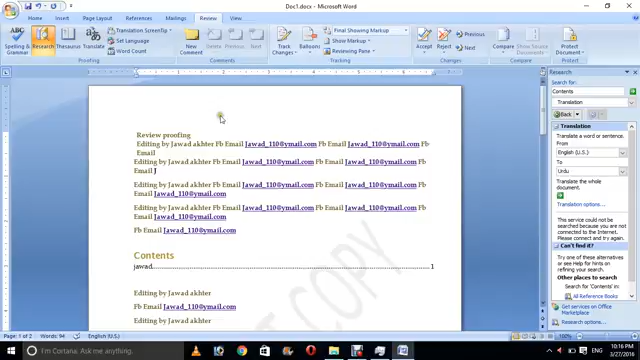 Doc1.docx - Microsoft Word
Home Insert Page Layout References Mailings Review View
ABC
Spelling & Grammar
Research
Thesaurus
Translate
Translation ScreenTip
Set Language
Word Count
Proofing
New Comment
Delete
Previous
Next
Comments
Track Changes
Balloons
Final Showing Markup
Show Markup
Reviewing Pane
Tracking
Accept
Reject
Previous
Next
Changes
Compare
Compare
Protect Document
Protect
Review proofing
Editing by Jawad akhter Fb Email Jawad_110@ymail.com Fb Email Jawad_110@ymail.com Fb
Email
Editing by Jawad akhter Fb Email Jawad_110@ymail.com Fb Email Jawad_110@ymail.com Fb
Email J
Editing by Jawad akhter Fb Email Jawad_110@ymail.com Fb Email Jawad_110@ymail.com Fb Email
Jawad_110@ymail.com
Editing by Jawad akhter Fb Email Jawad_110@ymail.com Fb Email Jawad_110@ymail.com Fb
Email Jawad_110@ymail.com
Fb Email Jawad_110@ymail.com
Contents
jawad 1
Editing by Jawad akhter
Fb Email Jawad_110@ymail.com
Editing by Jawad akhter
COPY
Research
Search for:
Contents
Translation
Back
Translation
Translate a word or sentence.
From
English (U.S.)
To
Urdu
Translate the whole document.
Translation options...
This service could not be
searched because you are
not connected to the Internet.
Please connect and try again.
Can't find it?
Try one of these alternatives
or see Help for hints on
refining your search.
Other places to search
Search for 'Contents' in:
All Reference Books
Get services on Office
Marketplace
Research options...
Page: 1 of 2 Words: 94 English (U.S.) 100%
I'm Cortana. Ask me anything.
10:16 PM
3/27/2016